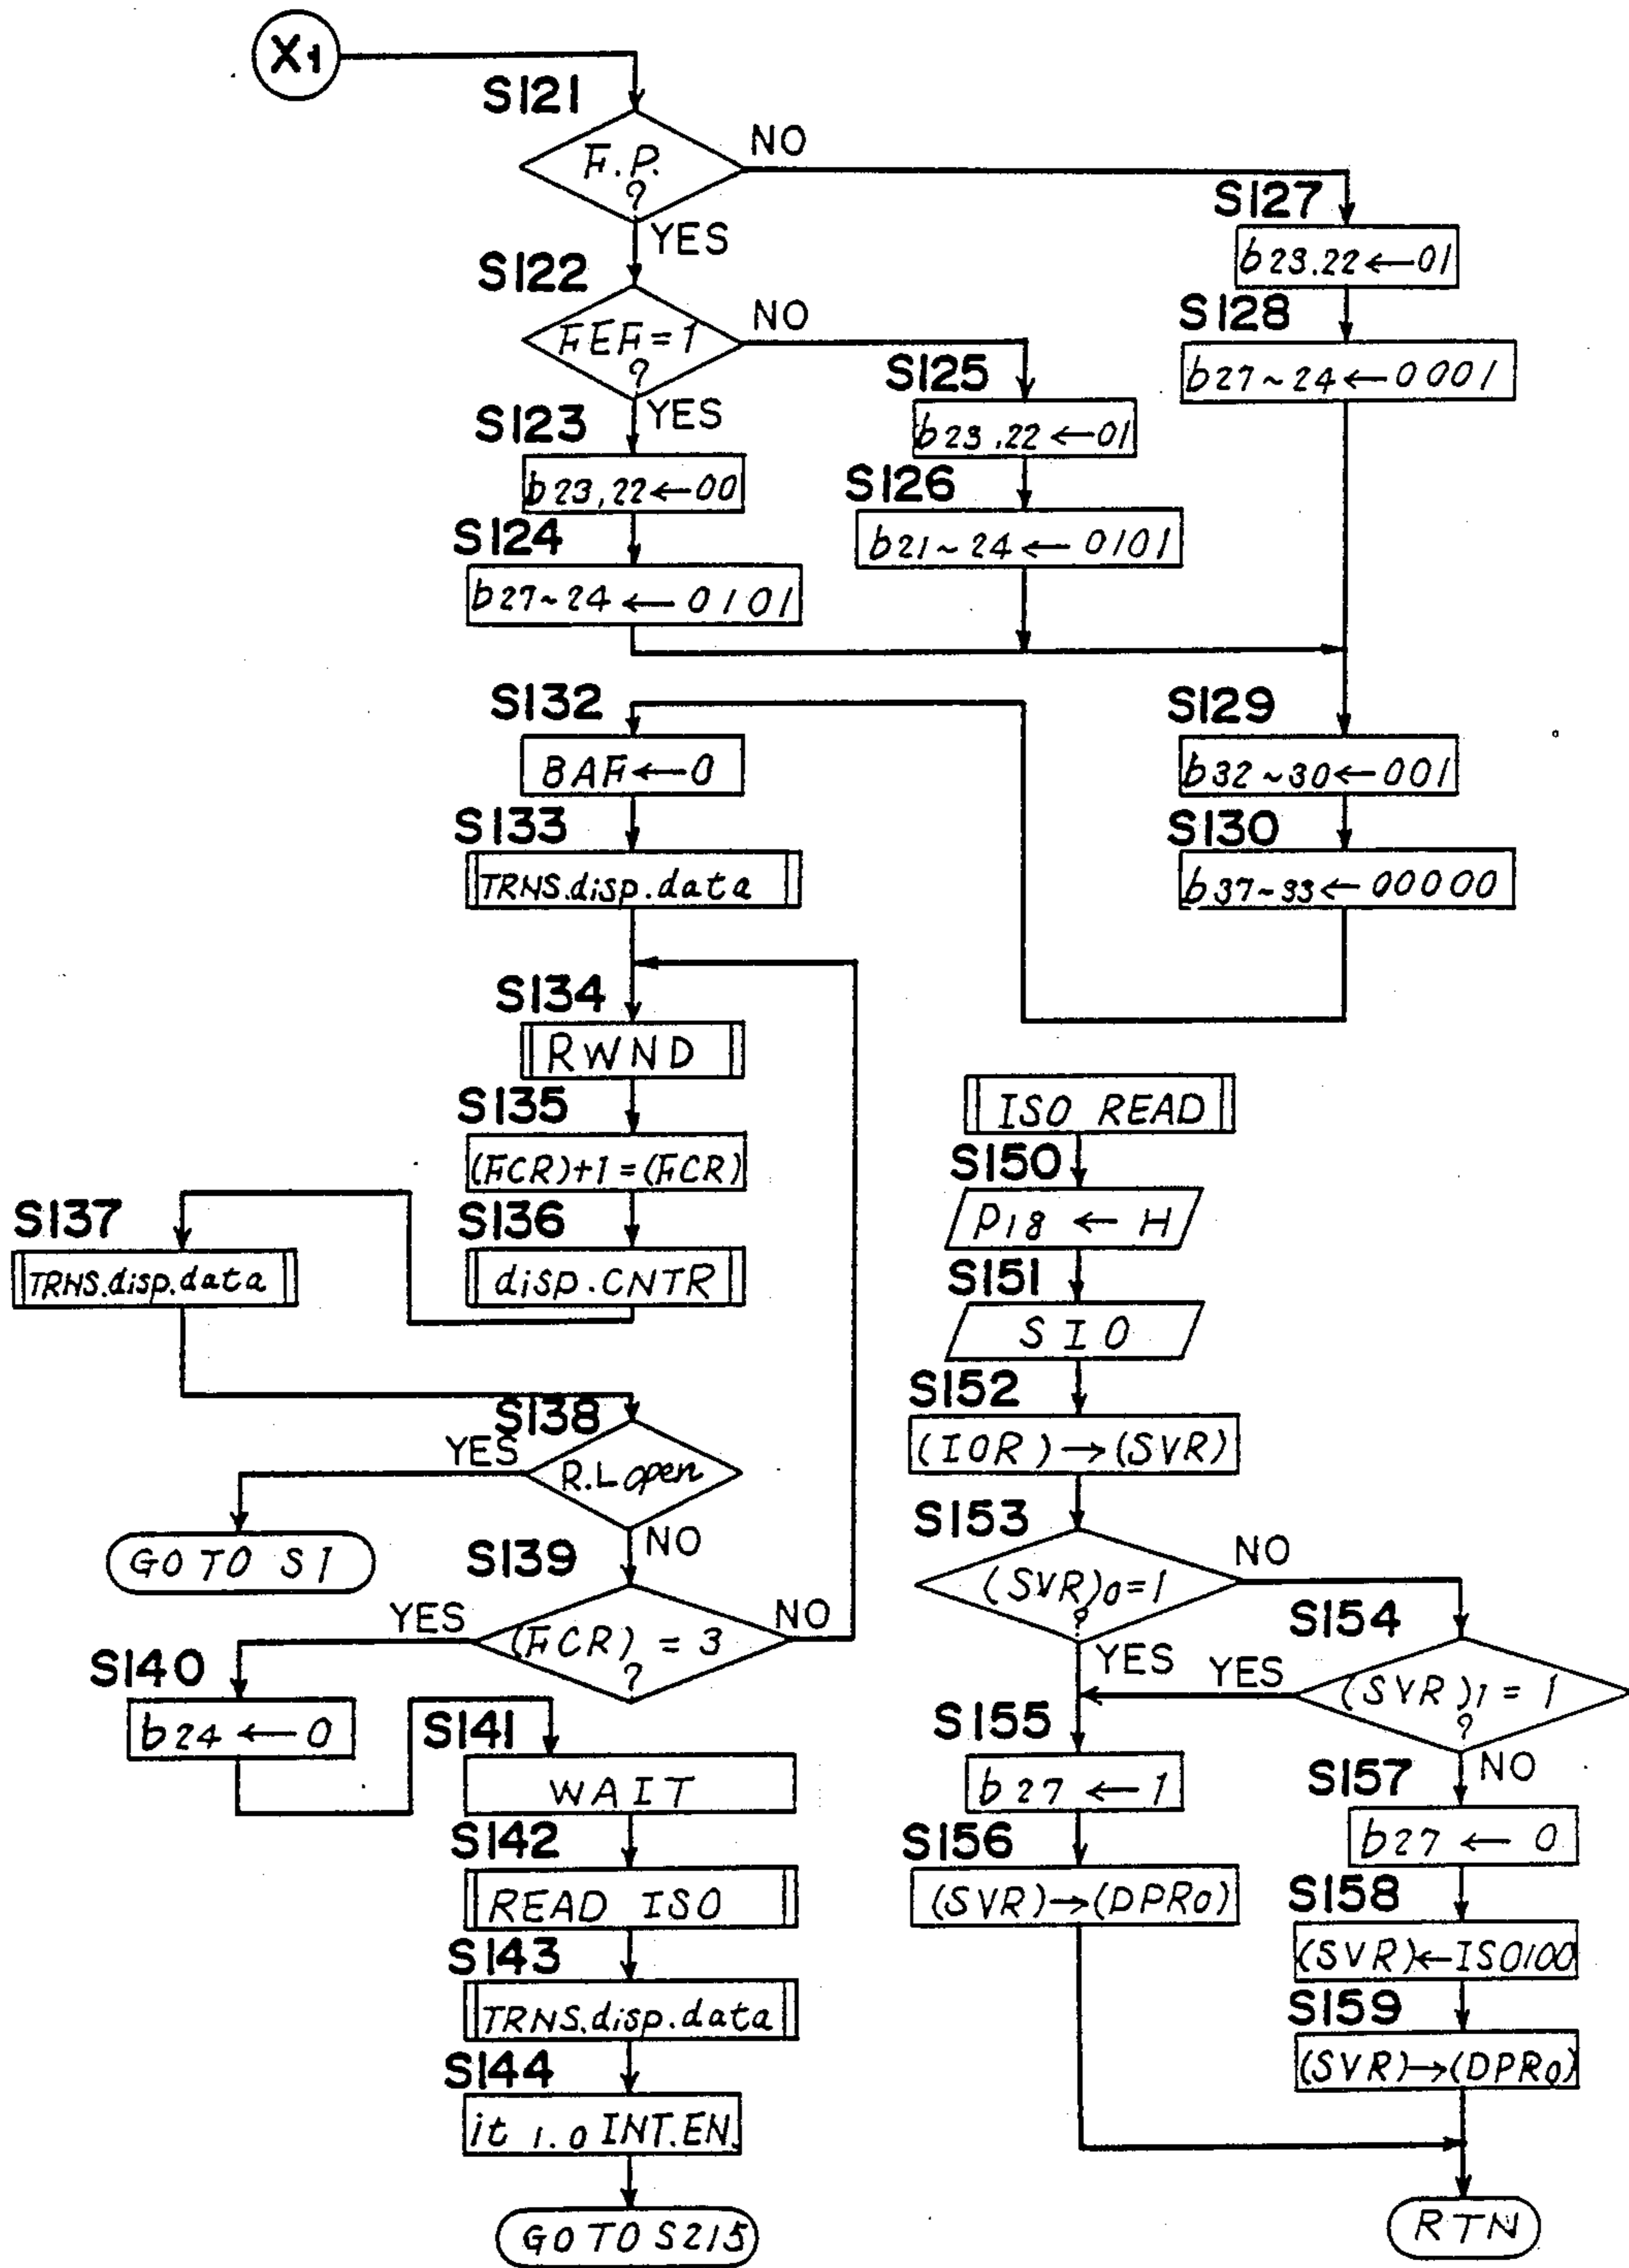 X1
S121
F.P.
?
NO
YES
S122
FEF=1
?
NO
YES
S123
b23,22←00
S124
b27~24←0101
S125
b23.22←01
S126
b21~24←0101
S127
b23.22←01
S128
b27~24←0001
S129
b32~30←001
S130
b37~33←00000
S132
BAF←0
S133
TRNS.disp.data
S134
RWND
S135
(FCR)+1=(FCR)
S136
disp.CNTR
S137
TRNS.disp.data
S138
R.L open
YES
NO
GO TO S1
S139
(FCR)=3
?
YES
NO
S140
b24←0
S141
WAIT
S142
READ ISO
S143
TRNS.disp.data
S144
it 1.0 INT.EN.
GO TO S215
ISO READ
S150
P18←H
S151
SIO
S152
(IOR)→(SVR)
S153
(SVR)0=1
?
NO
YES
S154
(SVR)1=1
?
YES
NO
S155
b27←1
S156
(SVR)→(DPR0)
S157
b27←0
S158
(SVR)←ISO100
S159
(SVR)→(DPR0)
RTN